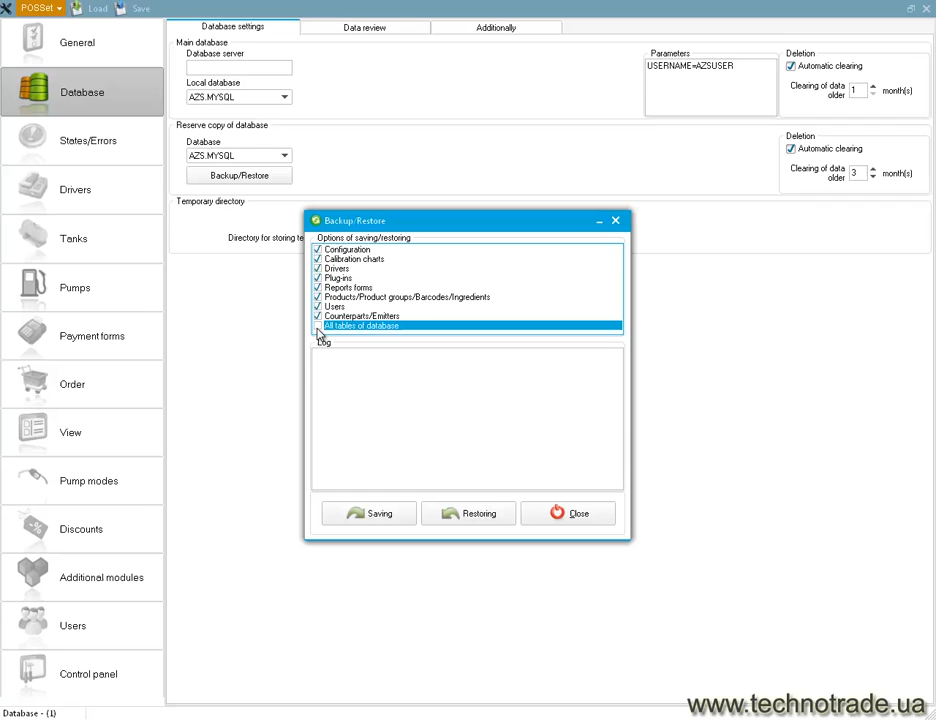 POSSet Load Save
General
Database
States/Errors
Drivers
Tanks
Pumps
Payment forms
Order
View
Pump modes
Discounts
Additional modules
Users
Control panel
Database settings Data review Additionally
Main database
Database server
Local database
AZS.MYSQL
Parameters
USERNAME=AZSUSER
Deletion
Automatic clearing
Clearing of data
older 1 month(s)
Reserve copy of database
Database
AZS.MYSQL
Backup/Restore
Deletion
Automatic clearing
Clearing of data
older 3 month(s)
Temporary directory
Directory for storing te
Backup/Restore
Options of saving/restoring
Configuration
Calibration charts
Drivers
Plug-ins
Reports forms
Products/Product groups/Barcodes/Ingredients
Users
Counterparts/Emitters
All tables of database
Log
Saving Restoring Close
Database - (1)
www.technotrade.ua